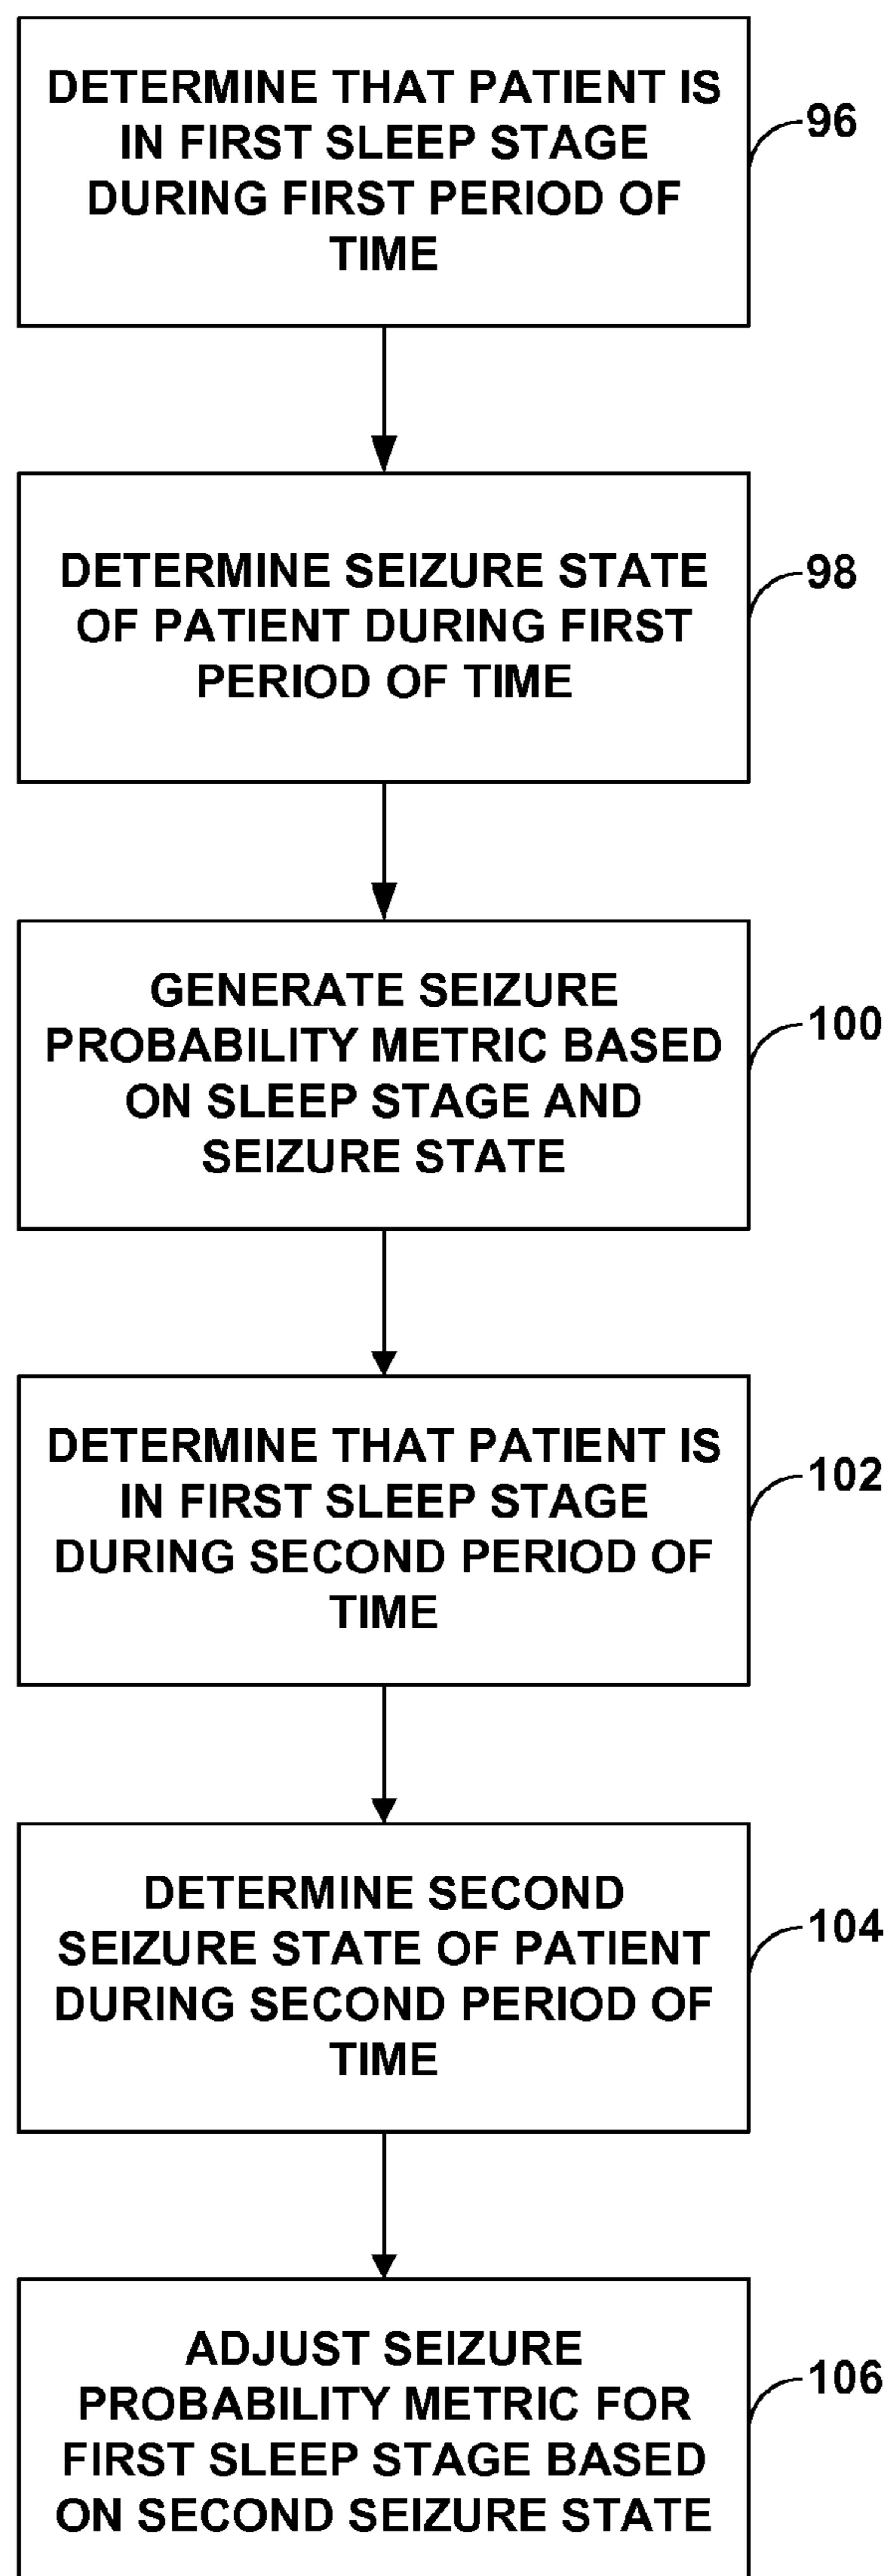 DETERMINE THAT PATIENT IS
IN FIRST SLEEP STAGE
DURING FIRST PERIOD OF
TIME
96
DETERMINE SEIZURE STATE
OF PATIENT DURING FIRST
PERIOD OF TIME
98
GENERATE SEIZURE
PROBABILITY METRIC BASED
ON SLEEP STAGE AND
SEIZURE STATE
100
DETERMINE THAT PATIENT IS
IN FIRST SLEEP STAGE
DURING SECOND PERIOD OF
TIME
102
DETERMINE SECOND
SEIZURE STATE OF PATIENT
DURING SECOND PERIOD OF
TIME
104
ADJUST SEIZURE
PROBABILITY METRIC FOR
FIRST SLEEP STAGE BASED
ON SECOND SEIZURE STATE
106